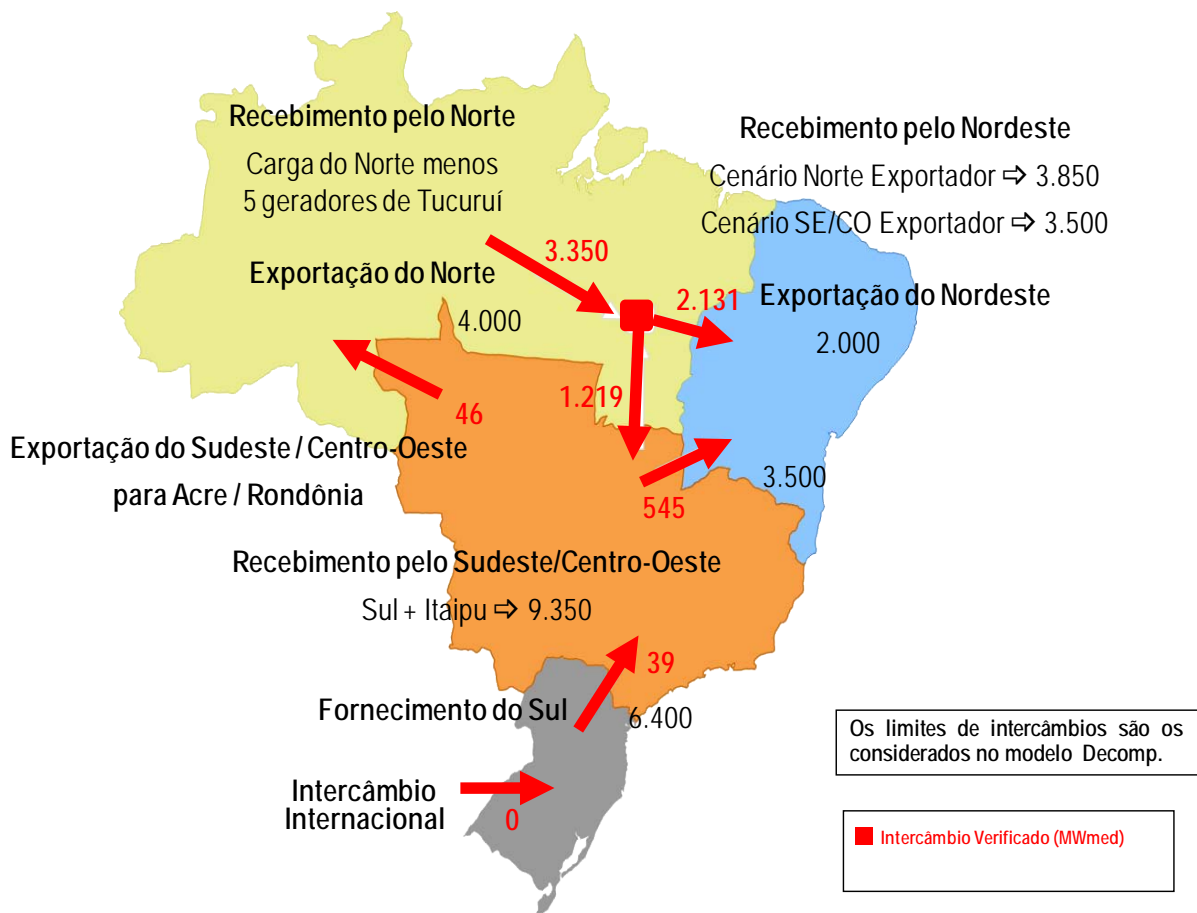 Recebimento pelo Norte
Carga do Norte menos
5 geradores de Tucuruí
Recebimento pelo Nordeste
Cenário Norte Exportador ⇨ 3.850
Cenário SE/CO Exportador ⇨ 3.500
3.350
Exportação do Norte
4.000
2.131
Exportação do Nordeste
2.000
1.219
46
Exportação do Sudeste / Centro-Oeste
para Acre / Rondônia
3.500
545
Recebimento pelo Sudeste/Centro-Oeste
Sul + Itaipu ⇨ 9.350
39
Fornecimento do Sul
6.400
Os limites de intercâmbios são os
considerados no modelo Decomp.
Intercâmbio
Internacional
0
Intercâmbio Verificado (MWmed)